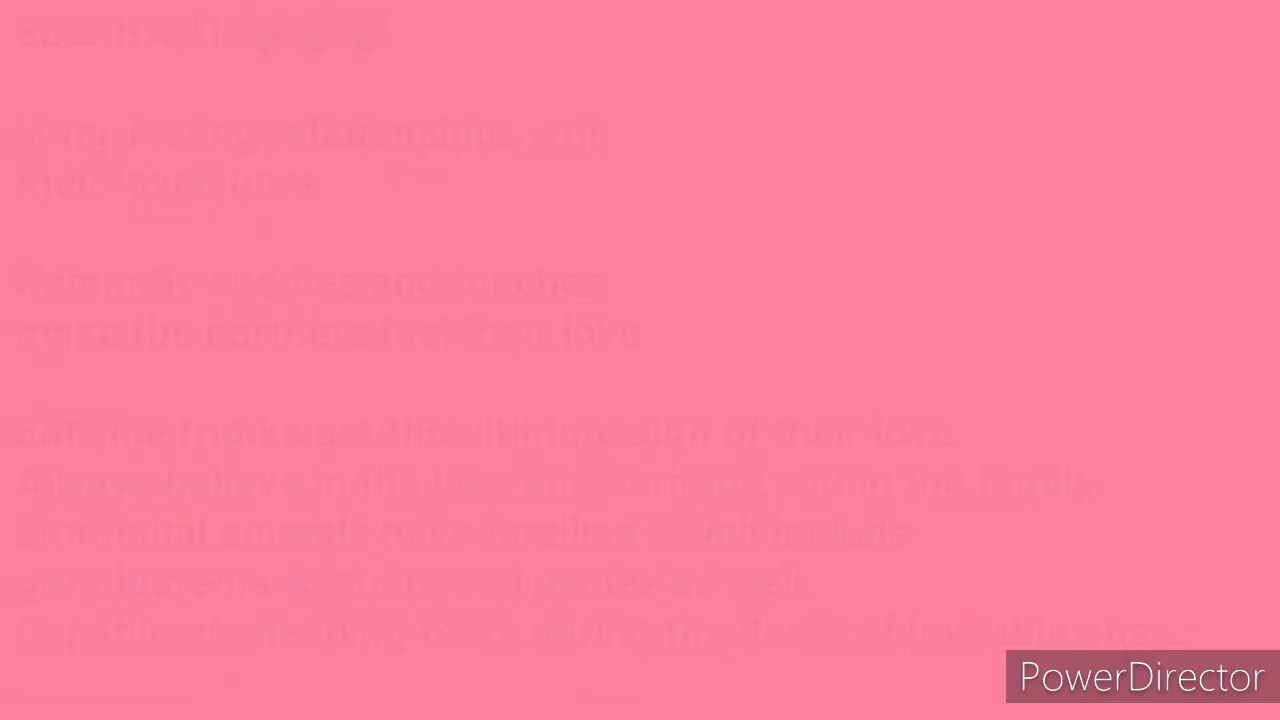 ELEPHANT
Long-lasting relationships with
their loved ones
Romantic cuddles and touches
make the partners feel their love
Entwine trunks are the ultimate sign of their love
Always believe in the love and heritage within the family
Emotional animals have families which include
grandparents to aunts and uncles as well
Capable of shedding tears during the death of loveable ones
PowerDirector